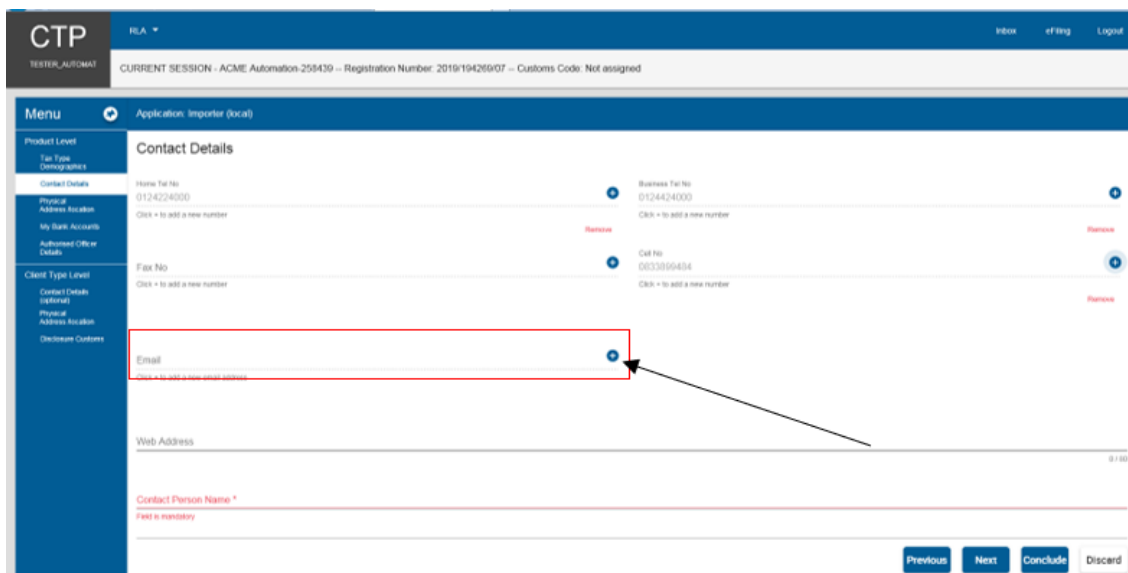 CTP
TESTER_AUTOMAT
RLA
Inbox eFiling Logout
CURRENT SESSION - ACME Automation-258439 -- Registration Number: 2019/194269/07 -- Customs Code: Not assigned
Menu
Application: Importer (local)
Product Level
Tax Type
Demographics
Contact Details
Physical
Address Ascation
My Bank Accounts
Authorised Officer
Details
Client Type Level
Contact Details
(optional)
Physical
Address Ascation
Disclosure Customs
Contact Details
Home Tel No
0124224000
Click + to add a new number
Remove
Business Tel No
0124424000
Click + to add a new number
Remove
Fax No
Click + to add a new number
Cell No
0833899484
Click + to add a new number
Remove
Email
Click + to add a new email address
Web Address
0 / 80
Contact Person Name *
Field is mandatory
Previous Next Conclude Discard